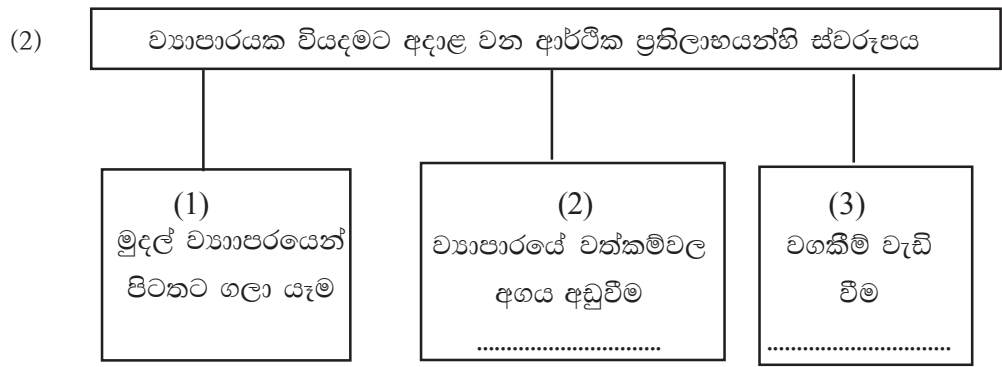 (2) ව්‍යාපාරයක වියදමට අදාළ වන ආර්ථික ප්‍රතිලාභයන්හි ස්වරූපය
(1)
මුදල් ව්‍යාාපරයෙන්
පිටතට ගලා යෑම
(2)
ව්‍යාපාරයේ වත්කම්වල
අගය අඩුවීම
................................
(3)
වගකීම් වැඩි
වීම
................................